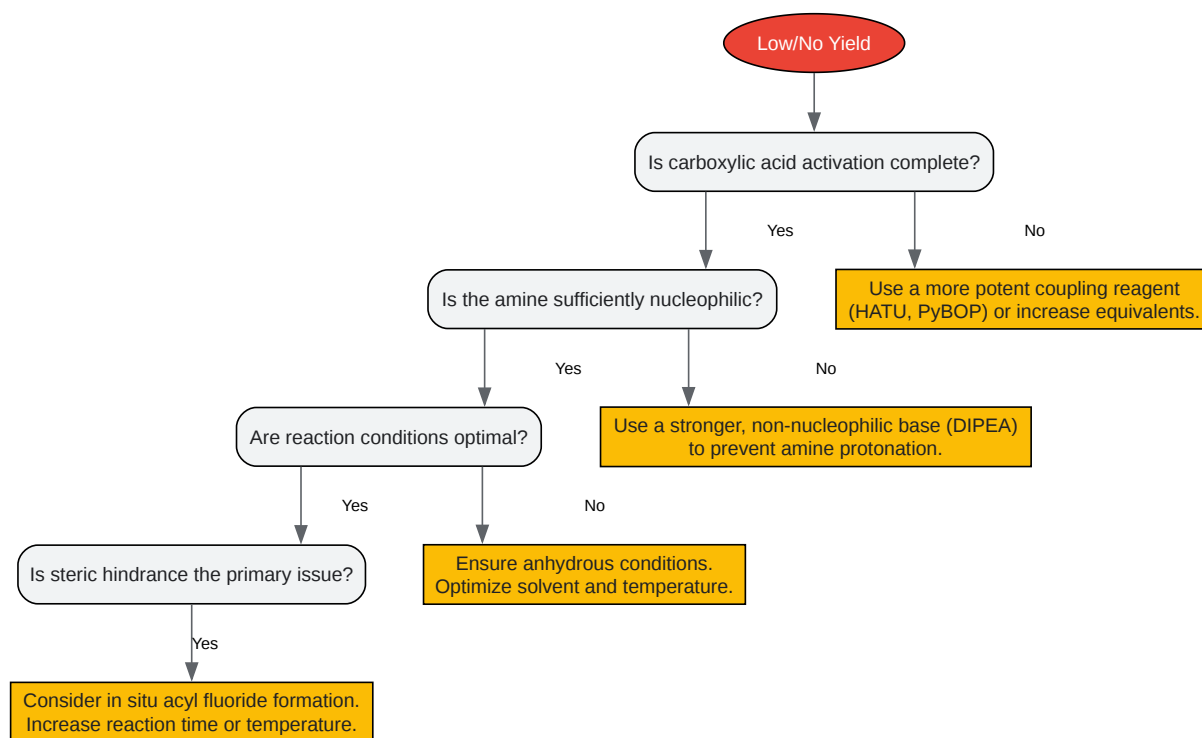 Low/No Yield
Is carboxylic acid activation complete?
Yes
No
Is the amine sufficiently nucleophilic?
Use a more potent coupling reagent
(HATU, PyBOP) or increase equivalents.
Yes
No
Are reaction conditions optimal?
Use a stronger, non-nucleophilic base (DIPEA)
to prevent amine protonation.
Yes
No
Is steric hindrance the primary issue?
Ensure anhydrous conditions.
Optimize solvent and temperature.
Yes
Consider in situ acyl fluoride formation.
Increase reaction time or temperature.